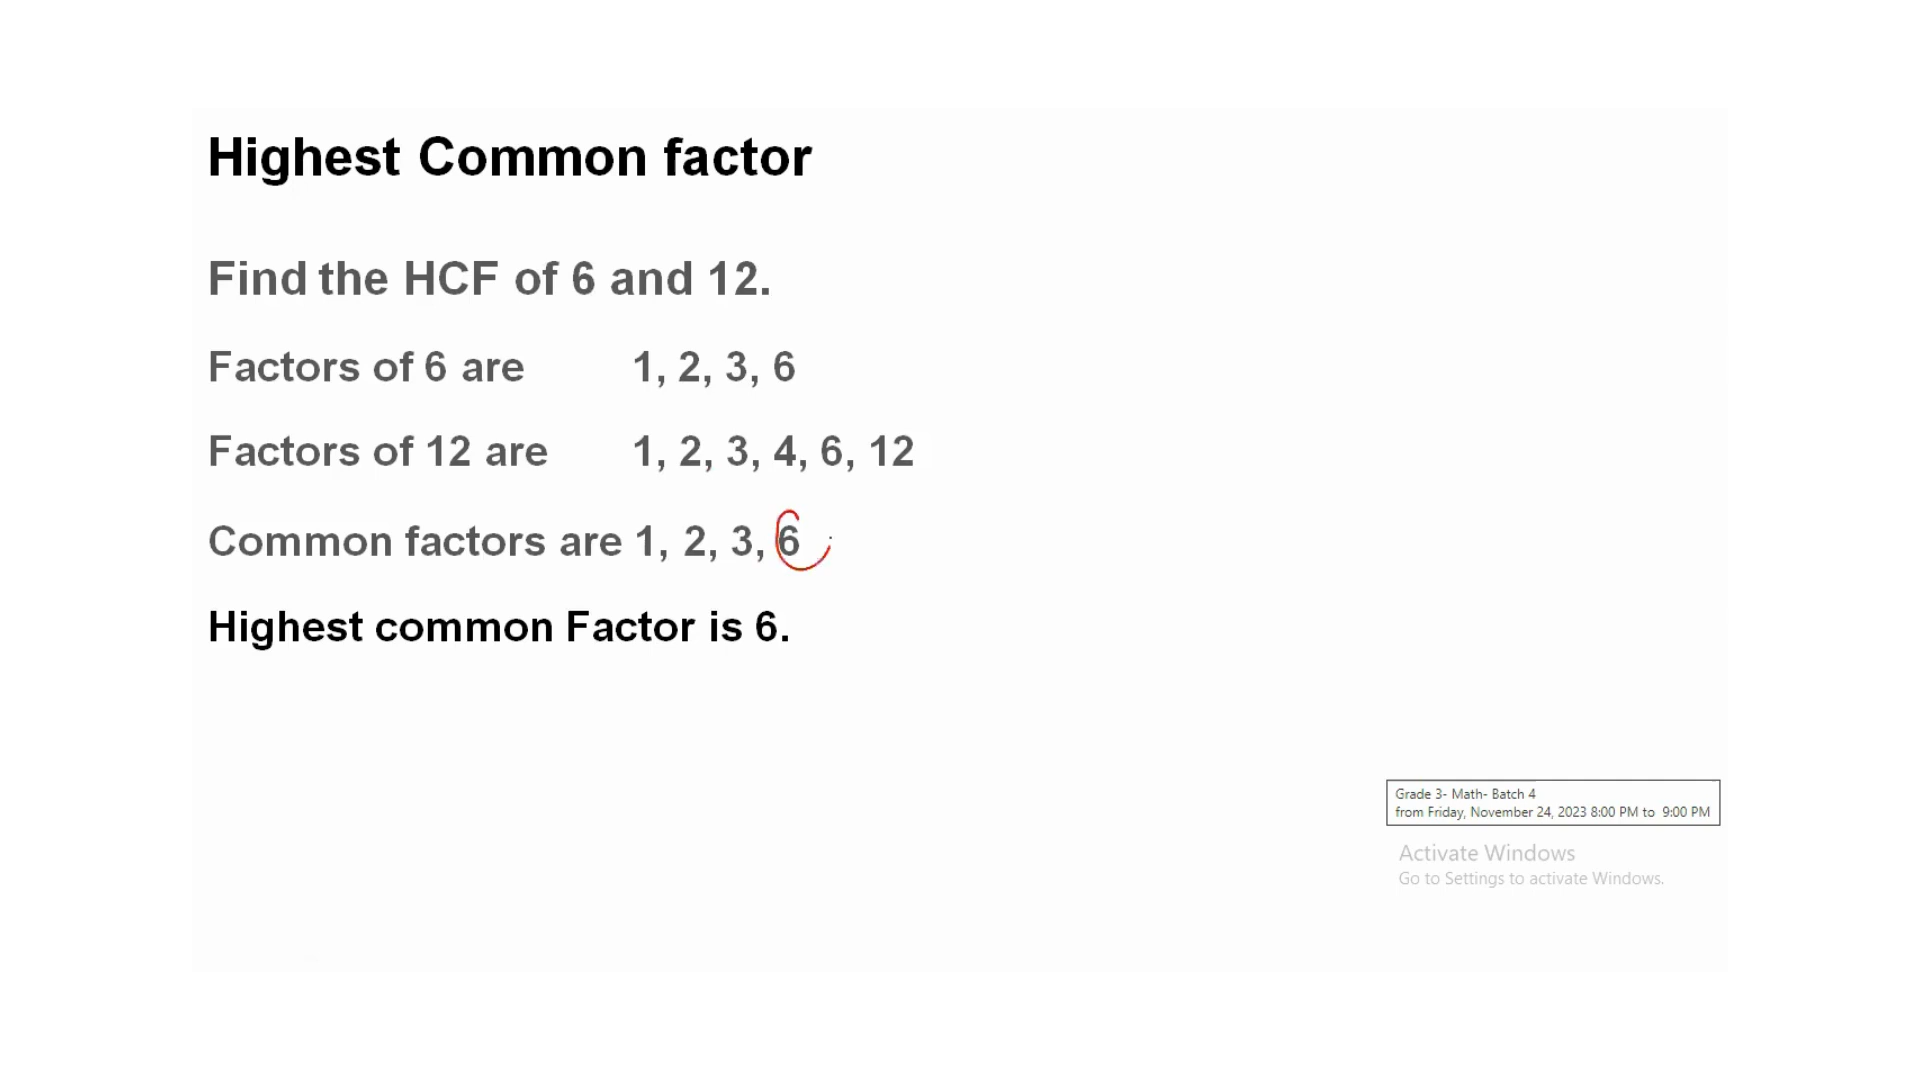 Highest Common factor
Find the HCF of 6 and 12.
Factors of 6 are 1, 2, 3, 6
Factors of 12 are 1, 2, 3, 4, 6, 12
Common factors are 1, 2, 3, 6
Highest common Factor is 6.
Grade 3- Math- Batch 4
from Friday, November 24, 2023 8:00 PM to 9:00 PM
Activate Windows
Go to Settings to activate Windows.